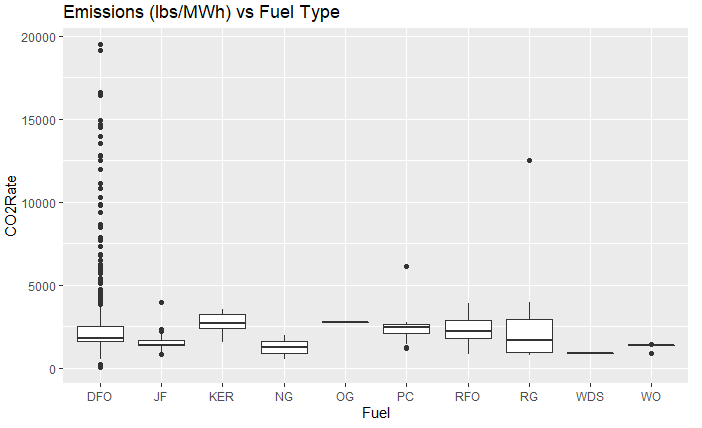 Emissions (lbs/MWh) vs Fuel Type
20000
15000
10000
5000
0
CO2Rate
DFO JF KER NG OG PC RFO RG WDS WO
Fuel